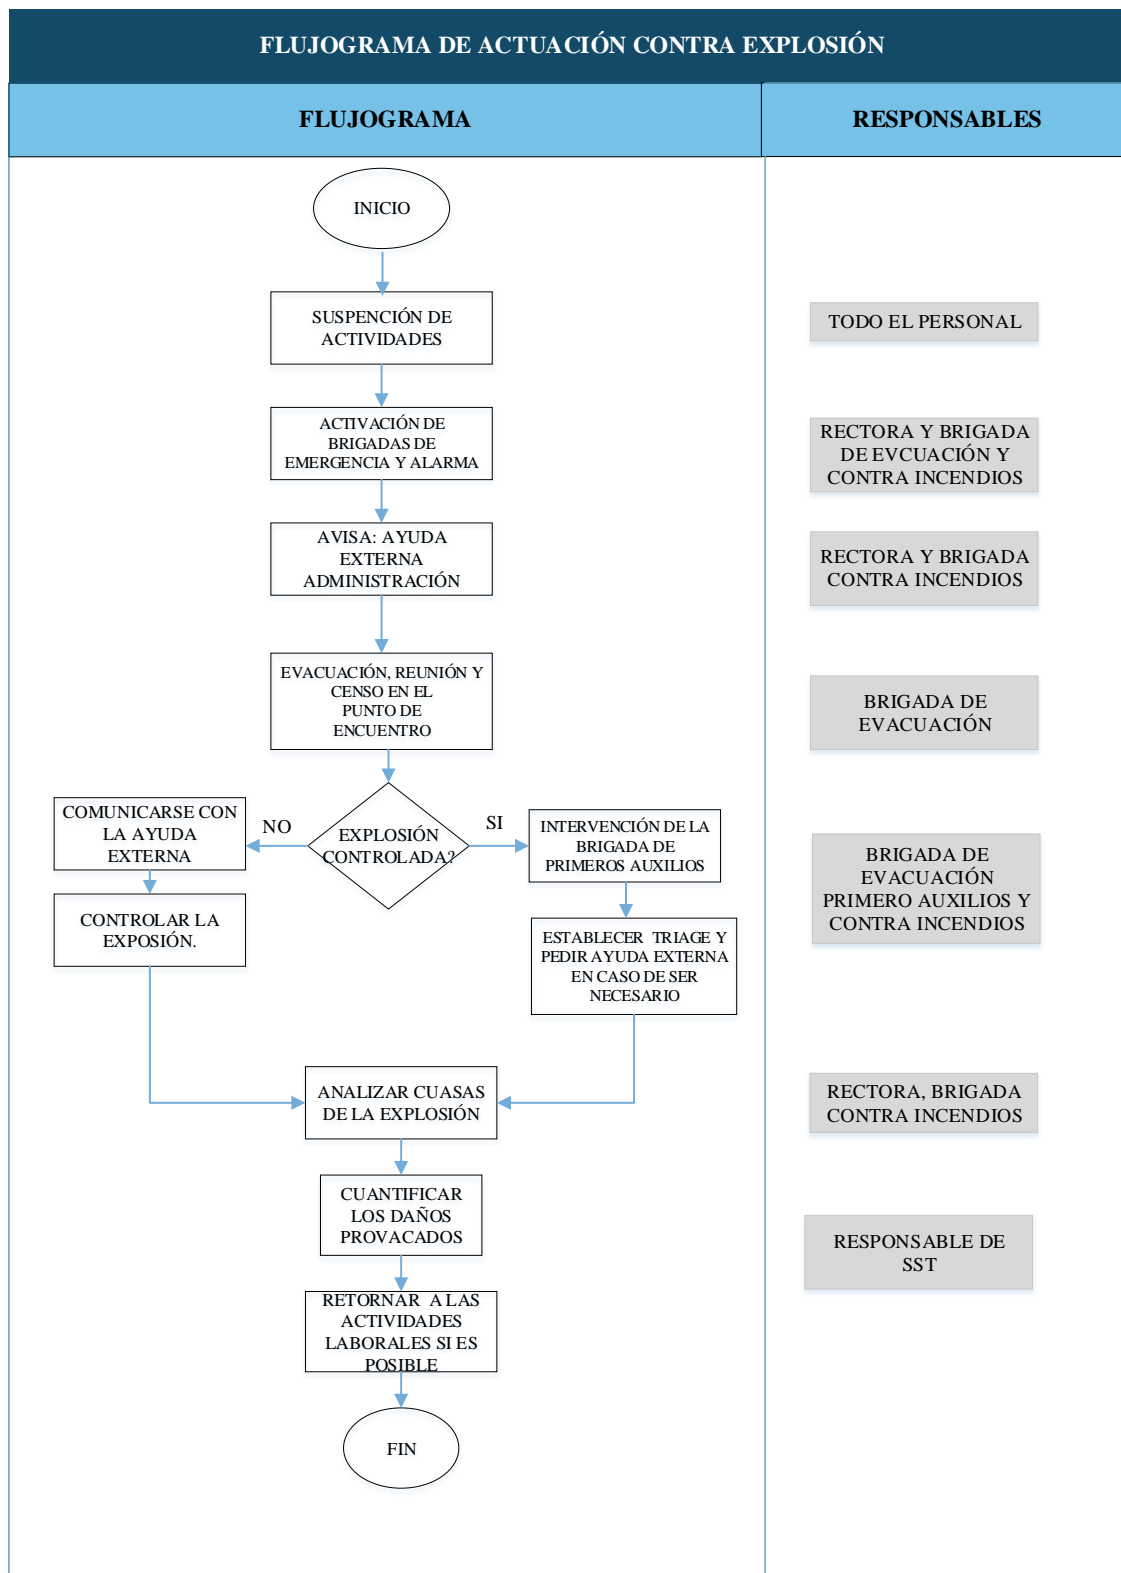 FLUJOGRAMA DE ACTUACIÓN CONTRA EXPLOSIÓN
FLUJOGRAMA
RESPONSABLES
INICIO
SUSPENCIÓN DE
ACTIVIDADES
TODO EL PERSONAL
ACTIVACIÓN DE
BRIGADAS DE
EMERGENCIA Y ALARMA
RECTORA Y BRIGADA
DE EVCUACIÓN Y
CONTRA INCENDIOS
AVISA: AYUDA
EXTERNA
ADMINISTRACIÓN
RECTORA Y BRIGADA
CONTRA INCENDIOS
EVACUACIÓN, REUNIÓN Y
CENSO EN EL
PUNTO DE
ENCUENTRO
BRIGADA DE
EVACUACIÓN
EXPLOSIÓN
CONTROLADA?
NO
COMUNICARSE CON
LA AYUDA
EXTERNA
CONTROLAR LA
EXPOSIÓN.
SI
INTERVENCIÓN DE LA
BRIGADA DE
PRIMEROS AUXILIOS
ESTABLECER TRIAGE Y
PEDIR AYUDA EXTERNA
EN CASO DE SER
NECESARIO
BRIGADA DE
EVACUACIÓN
PRIMERO AUXILIOS Y
CONTRA INCENDIOS
ANALIZAR CUASAS
DE LA EXPLOSIÓN
RECTORA, BRIGADA
CONTRA INCENDIOS
CUANTIFICAR
LOS DAÑOS
PROVACADOS
RESPONSABLE DE
SST
RETORNAR A LAS
ACTIVIDADES
LABORALES SI ES
POSIBLE
FIN